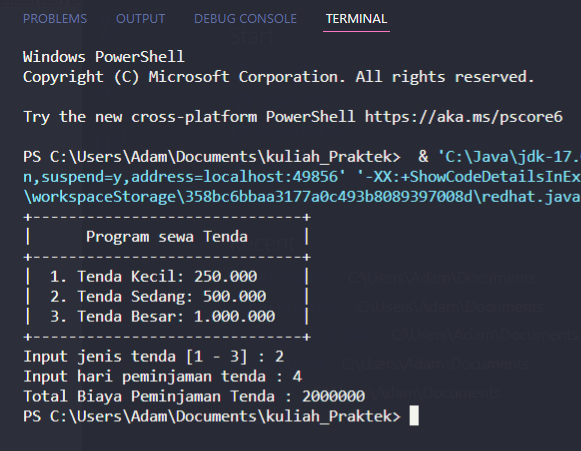 PROBLEMS OUTPUT DEBUG CONSOLE TERMINAL
Windows PowerShell
Copyright (C) Microsoft Corporation. All rights reserved.
Try the new cross-platform PowerShell https://aka.ms/pscore6
PS C:\Users\Adam\Documents\kuliah_Praktek> & 'C:\Java\jdk-17.
n,suspend=y,address=localhost:49856' '-XX:+ShowCodeDetailsInEx
\workspaceStorage\358bc6bbaa3177a0c493b8089397008d\redhat.java
+------------------------------+
| Program sewa Tenda |
+------------------------------+
| 1. Tenda Kecil: 250.000 |
| 2. Tenda Sedang: 500.000 |
| 3. Tenda Besar: 1.000.000 |
+------------------------------+
Input jenis tenda [1 - 3] : 2
Input hari peminjaman tenda : 4
Total Biaya Peminjaman Tenda : 2000000
PS C:\Users\Adam\Documents\kuliah_Praktek>